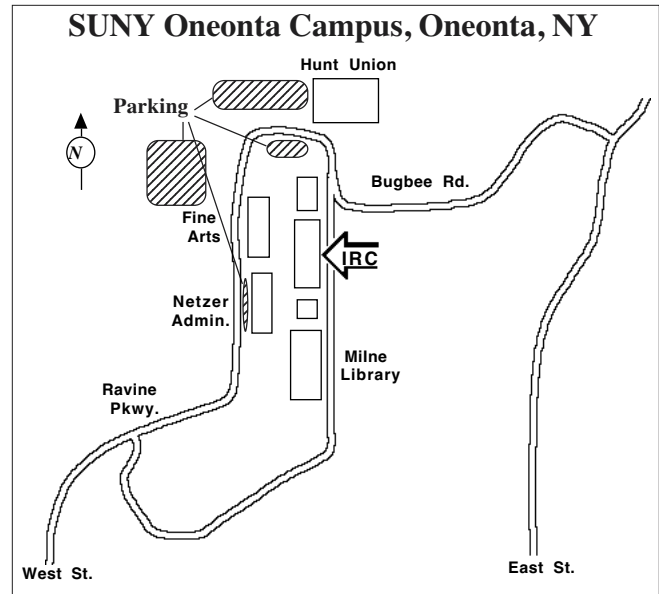 SUNY Oneonta Campus, Oneonta, NY
Hunt Union
Parking
N
Bugbee Rd.
Fine
Arts
IRC
Netzer
Admin.
Milne
Library
Ravine
Pkwy.
West St.
East St.